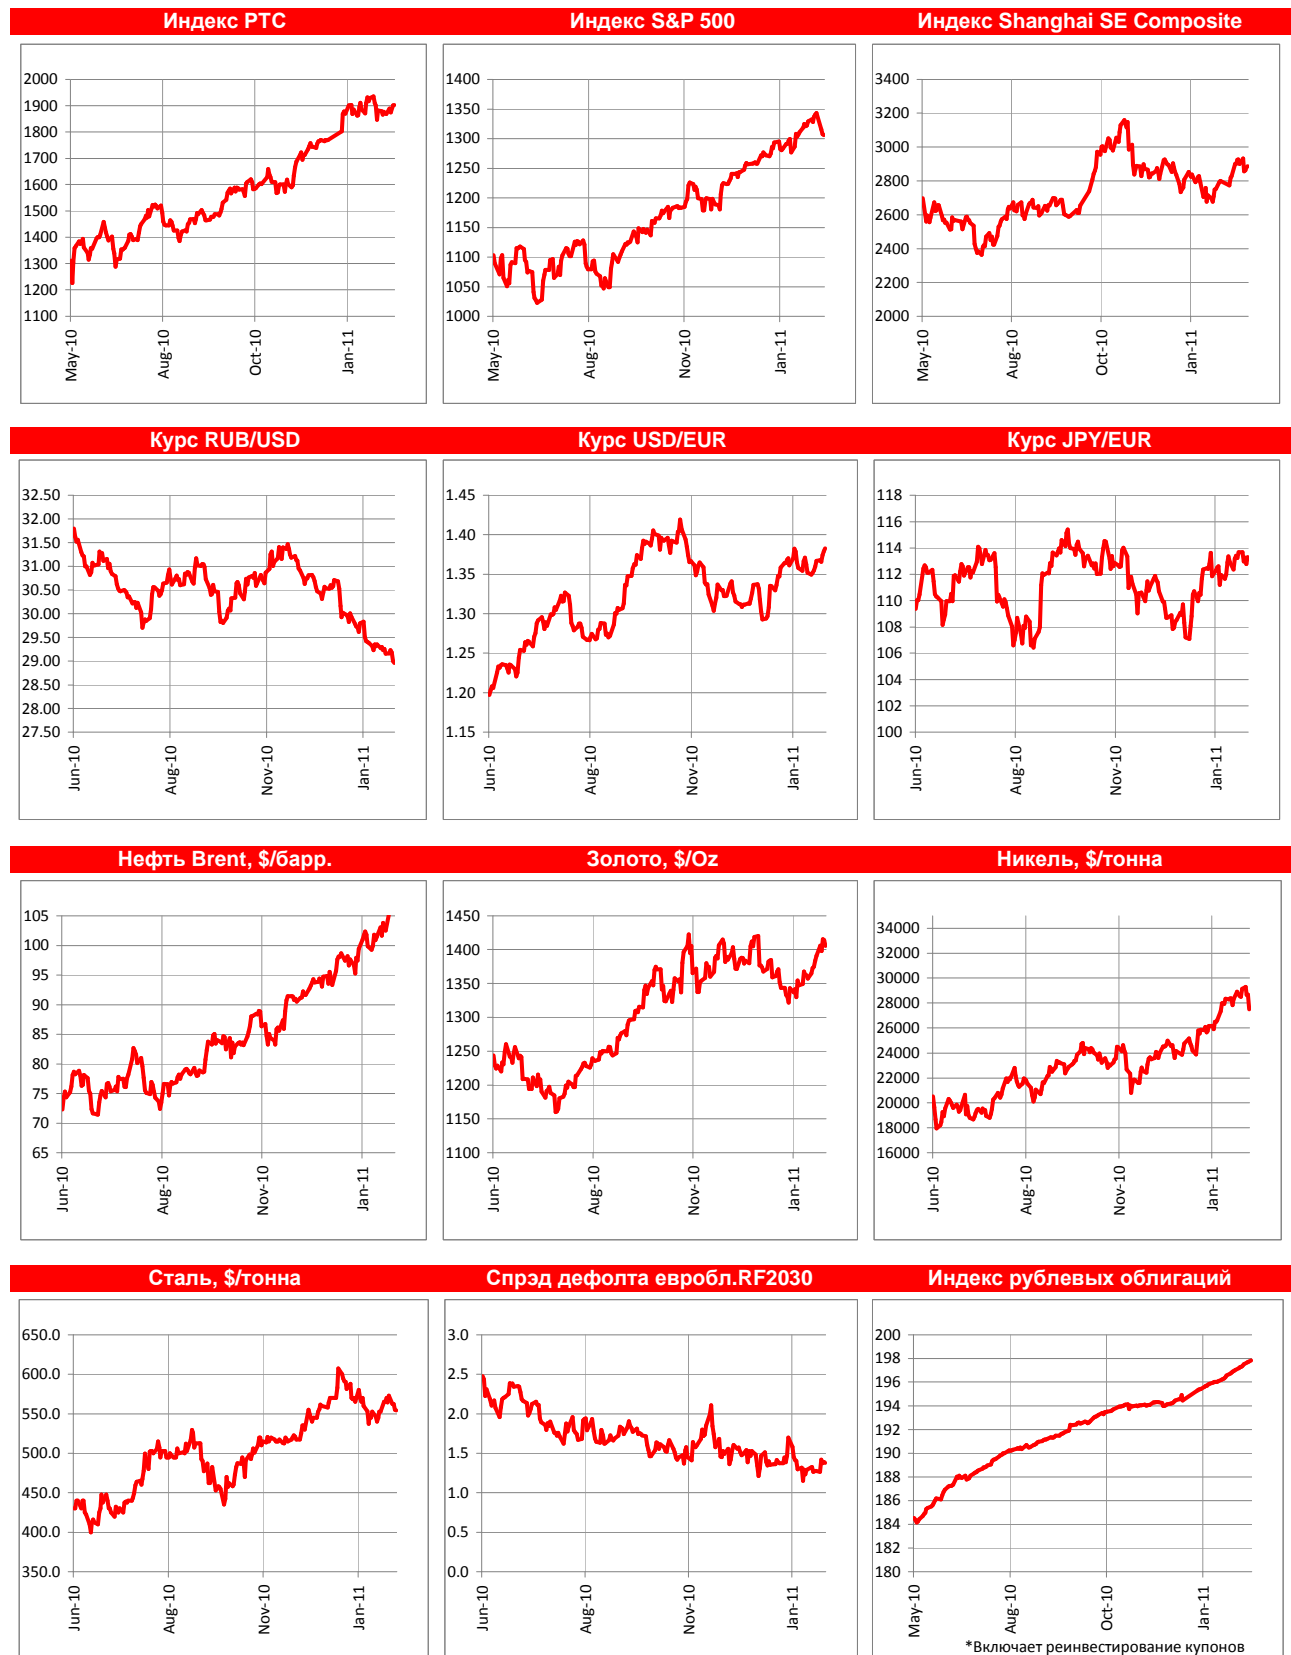 Индекс РТС
Индекс S&P 500
Индекс Shanghai SE Composite
2000
1900
1800
1700
1600
1500
1400
1300
1200
1100
May-10
Aug-10
Oct-10
Jan-11
1400
1350
1300
1250
1200
1150
1100
1050
1000
May-10
Aug-10
Nov-10
Jan-11
3400
3200
3000
2800
2600
2400
2200
2000
May-10
Aug-10
Oct-10
Jan-11
Курс RUB/USD
Курс USD/EUR
Курс JPY/EUR
32.50
32.00
31.50
31.00
30.50
30.00
29.50
29.00
28.50
28.00
27.50
Jun-10
Aug-10
Nov-10
Jan-11
1.45
1.40
1.35
1.30
1.25
1.20
1.15
Jun-10
Aug-10
Nov-10
Jan-11
118
116
114
112
110
108
106
104
102
100
Jun-10
Aug-10
Nov-10
Jan-11
Нефть Brent, $/барр.
Золото, $/Oz
Никель, $/тонна
105
100
95
90
85
80
75
70
65
Jun-10
Aug-10
Nov-10
Jan-11
1450
1400
1350
1300
1250
1200
1150
1100
Jun-10
Aug-10
Nov-10
Jan-11
34000
32000
30000
28000
26000
24000
22000
20000
18000
16000
Jun-10
Aug-10
Nov-10
Jan-11
Сталь, $/тонна
Спрэд дефолта евробл.RF2030
Индекс рублевых облигаций
650.0
600.0
550.0
500.0
450.0
400.0
350.0
Jun-10
Aug-10
Nov-10
Jan-11
3.0
2.5
2.0
1.5
1.0
0.5
0.0
Jun-10
Aug-10
Nov-10
Jan-11
200
198
196
194
192
190
188
186
184
182
180
May-10
Aug-10
Oct-10
Jan-11
*Включает реинвестирование купонов